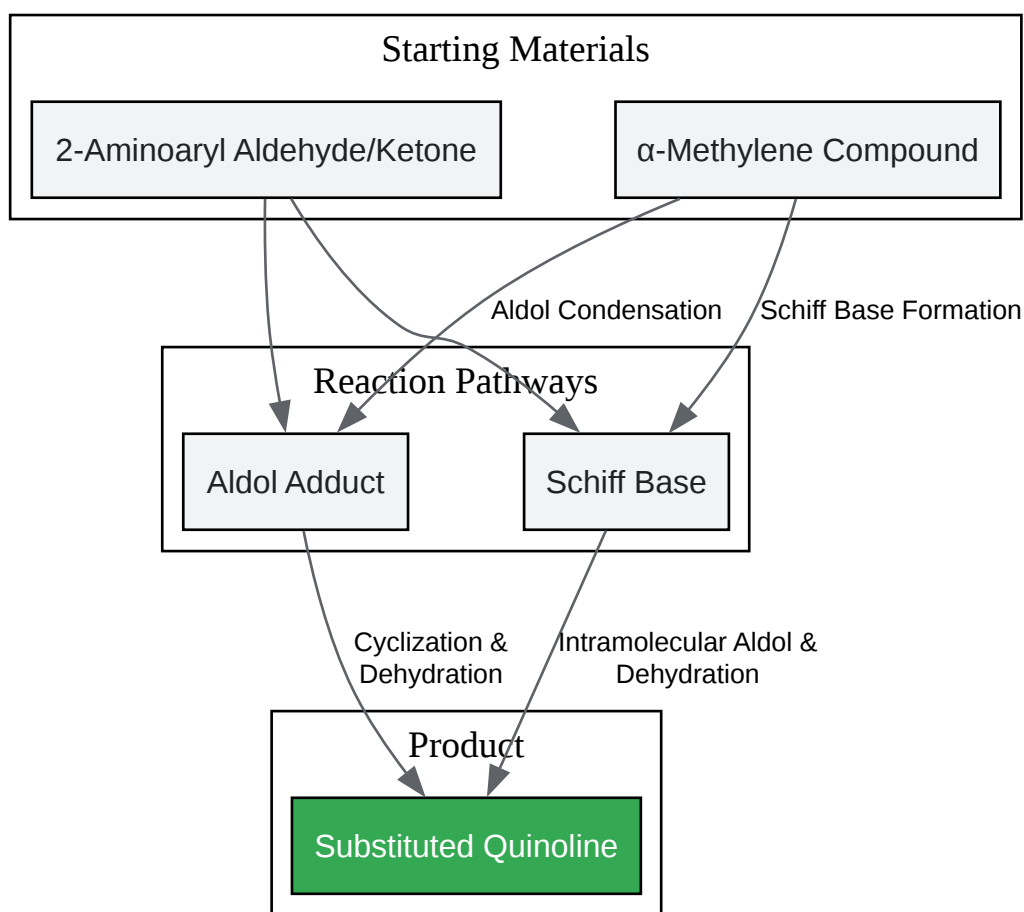 Starting Materials
2-Aminoaryl Aldehyde/Ketone
α-Methylene Compound
Aldol Condensation
Schiff Base Formation
Reaction Pathways
Aldol Adduct
Schiff Base
Cyclization &
Dehydration
Intramolecular Aldol &
Dehydration
Product
Substituted Quinoline